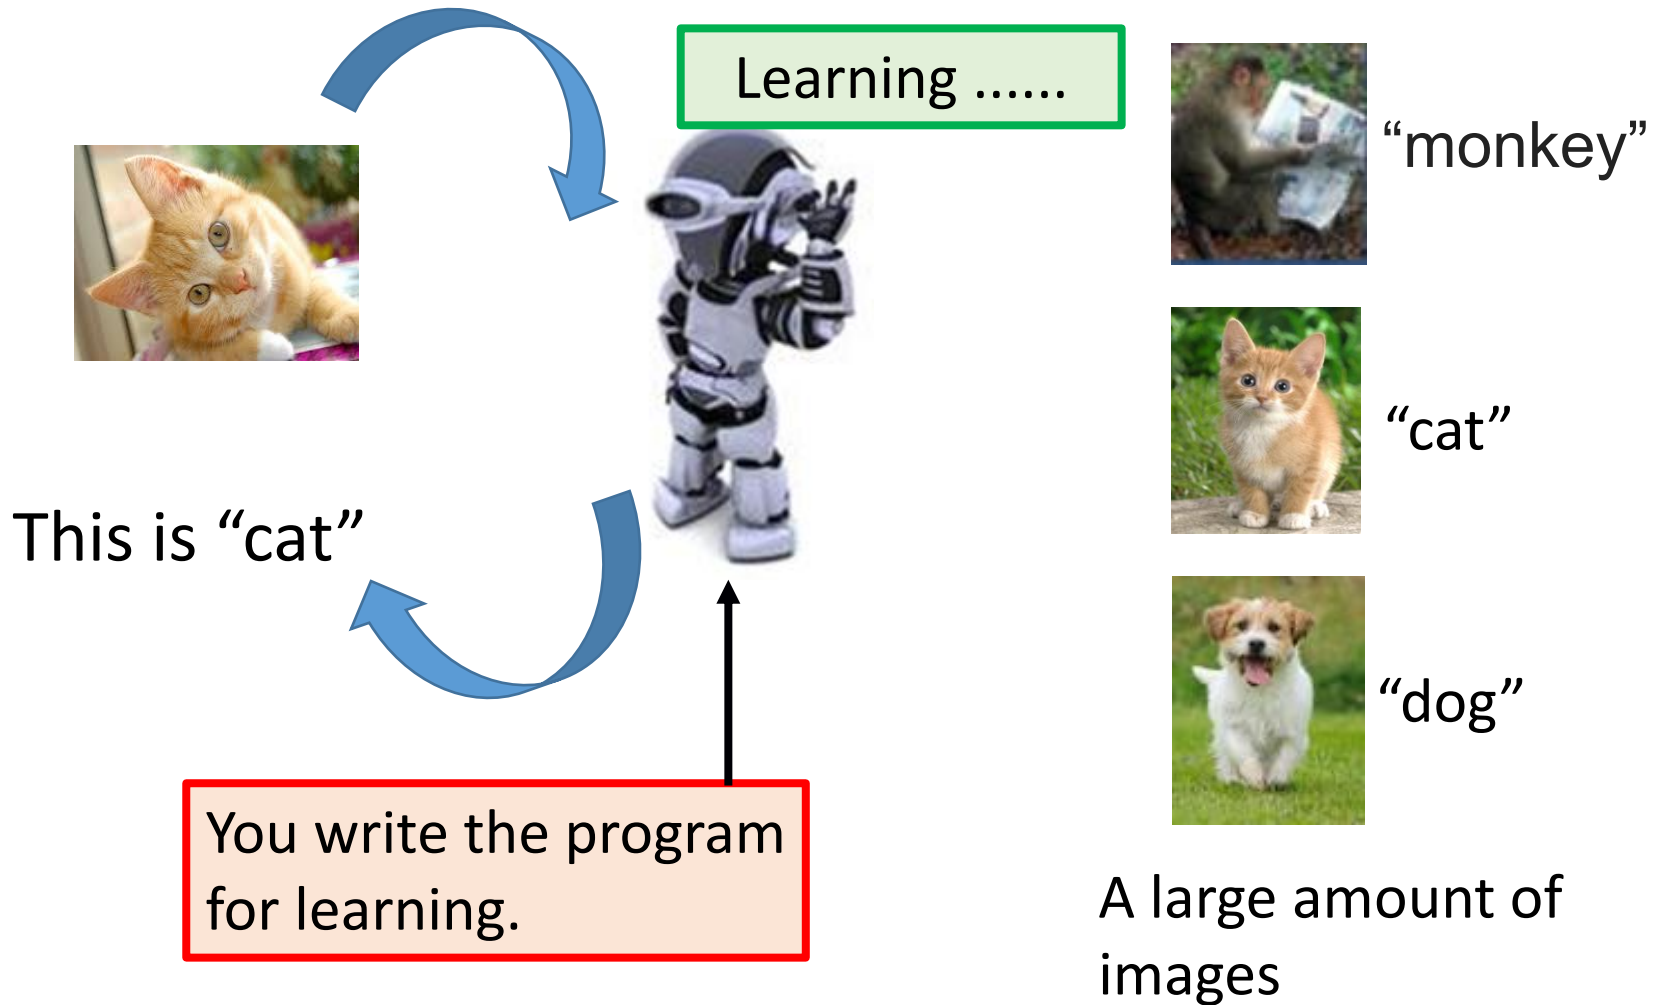 Learning ......
“monkey”
“cat”
This is “cat”
“dog”
You write the program
for learning.
A large amount of
images